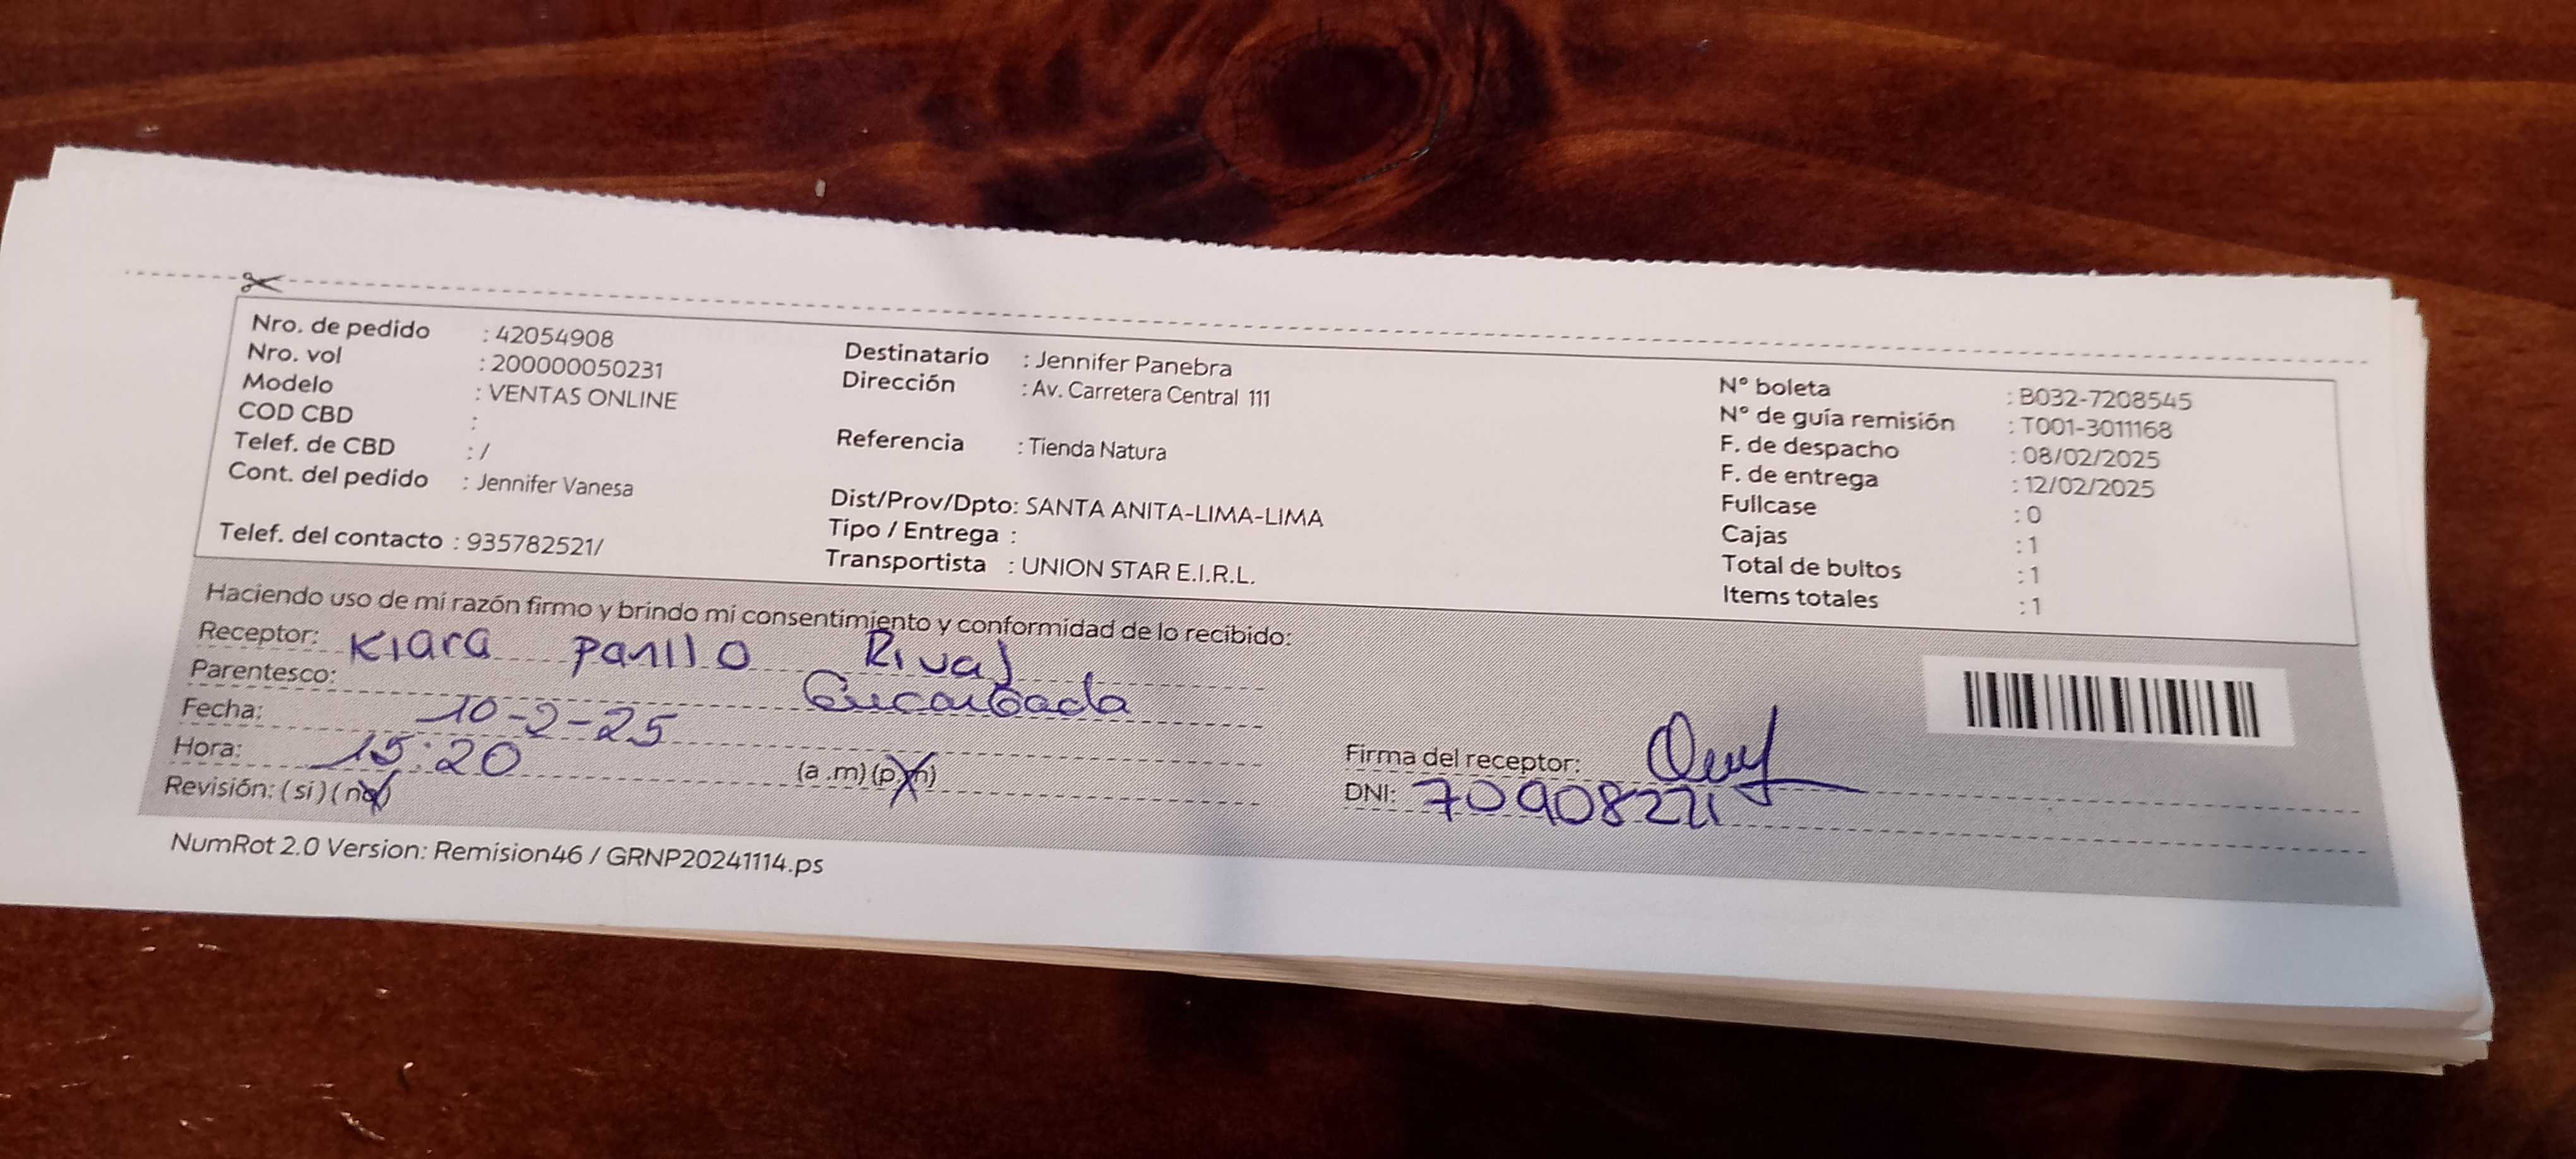 Nro. de pedido : 42054908
Nro. vol : 200000050231
Modelo : VENTAS ONLINE
COD CBD :
Telef. de CBD : /
Cont. del pedido : Jennifer Vanesa
Telef. del contacto : 935782521/
Destinatario : Jennifer Panebra
Dirección : Av. Carretera Central 111
Referencia : Tienda Natura
Dist/Prov/Dpto: SANTA ANITA-LIMA-LIMA
Tipo / Entrega :
Transportista : UNION STAR E.I.R.L.
N° boleta : B032-7208545
N° de guía remisión : T001-3011168
F. de despacho : 08/02/2025
F. de entrega : 12/02/2025
Fullcase : 0
Cajas : 1
Total de bultos : 1
Items totales : 1
Haciendo uso de mi razón firmo y brindo mi consentimiento y conformidad de lo recibido:
Receptor: Kiara Rivas
Parentesco: Encargada
Fecha: 10-2-25
Hora: 15:20 (a .m) (p.m)
Revisión: ( si ) ( no )
Firma del receptor:
DNI: 70908221
NumRot 2.0 Version: Remision46 / GRNP20241114.ps